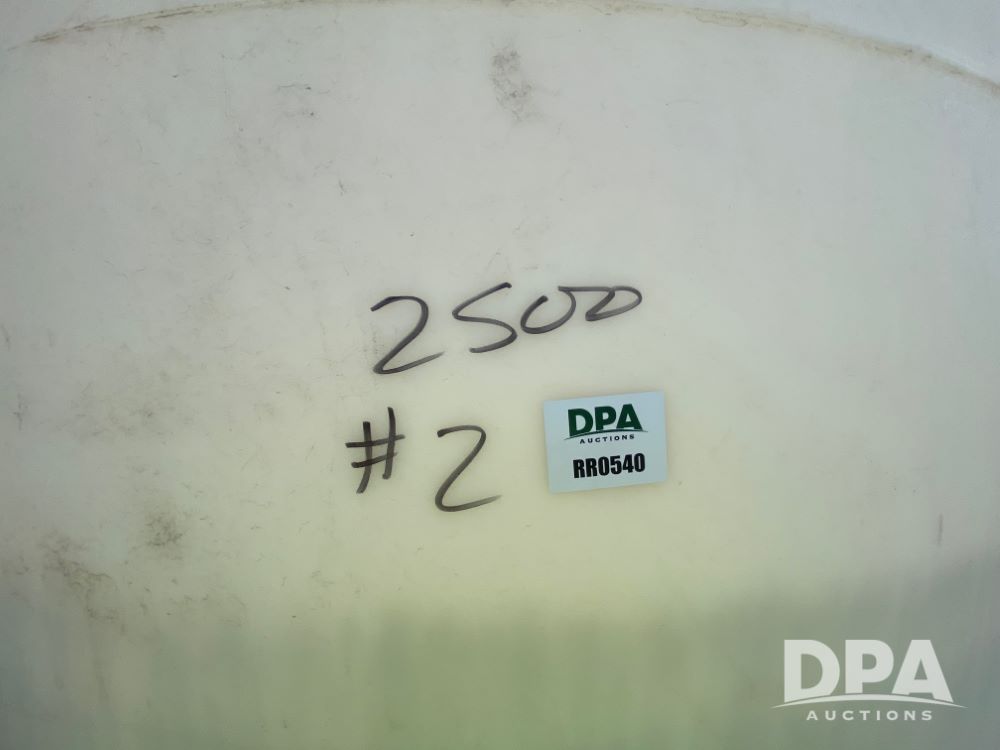 2500
#2
DPA
AUCTIONS
RR0540
DPA
AUCTIONS